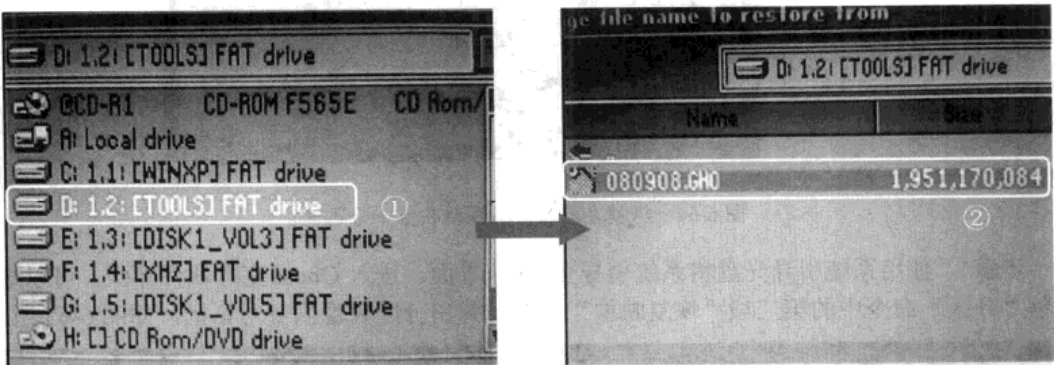 D: 1.2: [TOOLS] FAT drive
@CD-R1 CD-ROM F565E CD Rom/
A: Local drive
C: 1.1: [WINXP] FAT drive
D: 1.2: [TOOLS] FAT drive ①
E: 1.3: [DISK1_VOL3] FAT drive
F: 1.4: [XHZ] FAT drive
G: 1.5: [DISK1_VOL5] FAT drive
H: [] CD Rom/DVD drive
ge file name to restore from
D: 1.2: [TOOLS] FAT drive
Name Size
..
080908.GHO 1,951,170,084
②